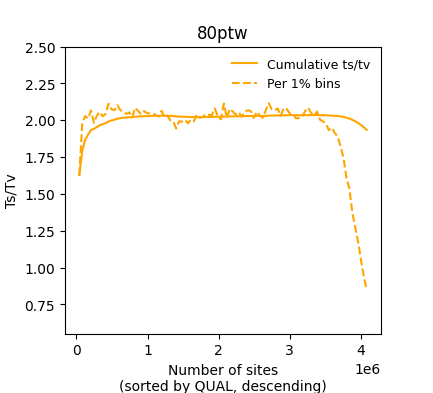 80ptw
2.50
2.25
2.00
1.75
1.50
1.25
1.00
0.75
Ts/Tv
Cumulative ts/tv
Per 1% bins
0 1 2 3 4
1e6
Number of sites
(sorted by QUAL, descending)